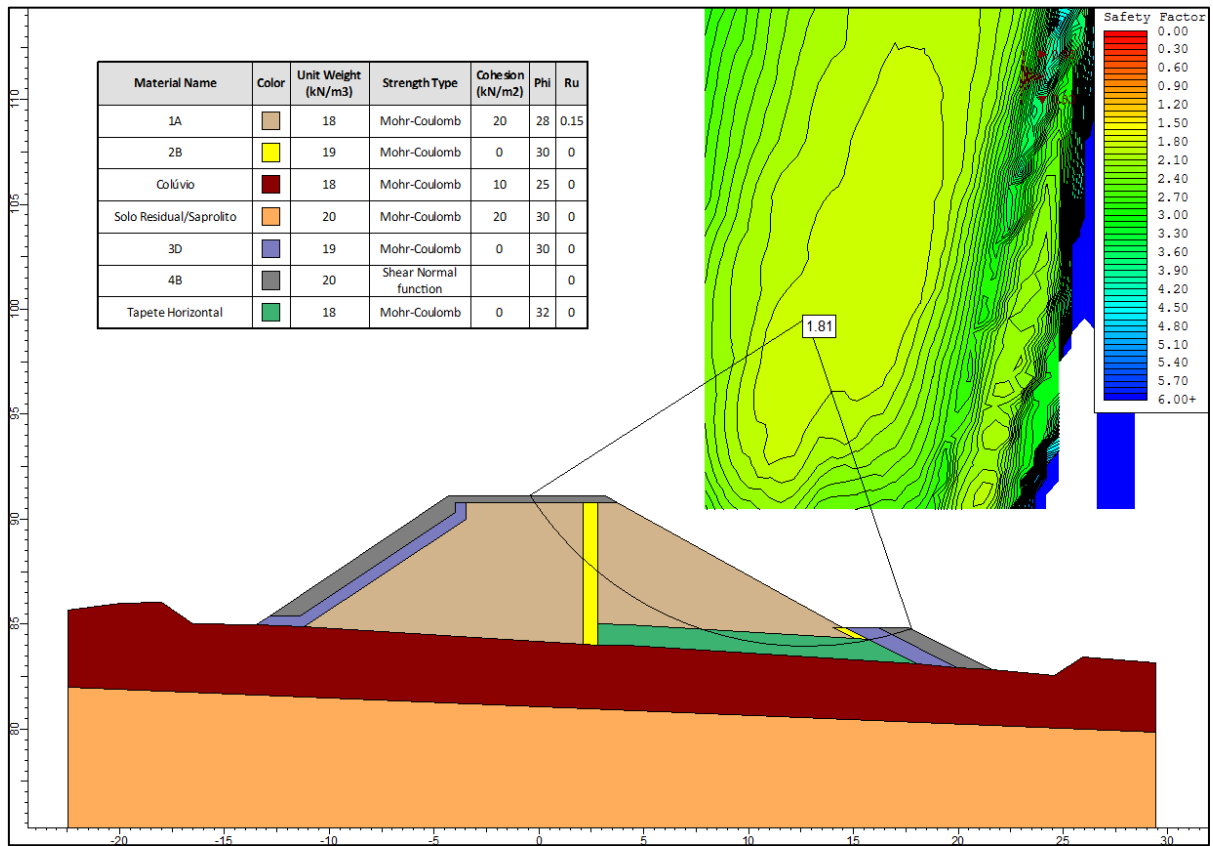 Safety Factor
0.00
0.30
0.60
0.90
1.20
1.50
1.80
2.10
2.40
2.70
3.00
3.30
3.60
3.90
4.20
4.50
4.80
5.10
5.40
5.70
6.00+
Material Name Color Unit Weight (kN/m3) Strength Type Cohesion (kN/m2) Phi Ru
1A 18 Mohr-Coulomb 20 28 0.15
2B 19 Mohr-Coulomb 0 30 0
Colúvio 18 Mohr-Coulomb 10 25 0
Solo Residual/Saprolito 20 Mohr-Coulomb 20 30 0
3D 19 Mohr-Coulomb 0 30 0
4B 20 Shear Normal function 0
Tapete Horizontal 18 Mohr-Coulomb 0 32 0
1.81
110
105
100
95
90
85
80
-20 -15 -10 -5 0 5 10 15 20 25 30